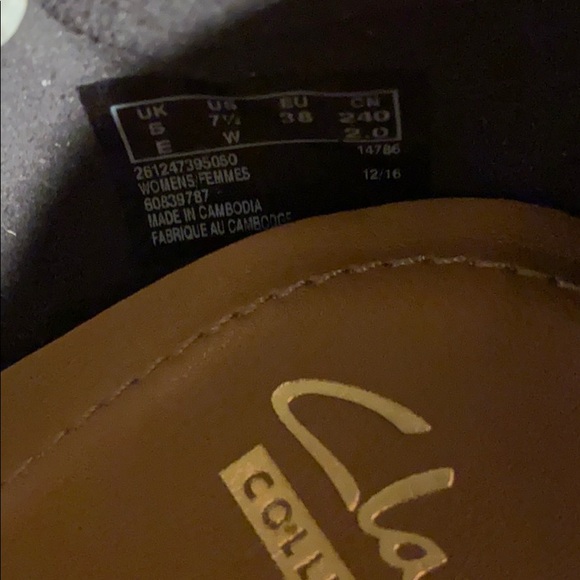 UK US EU CN
5 7½ 38 240
E W 2.0
261247395050 14786
WOMENS/FEMMES 12/16
60839787
MADE IN CAMBODIA
FABRIQUE AU CAMBODGE
Cla
COLL